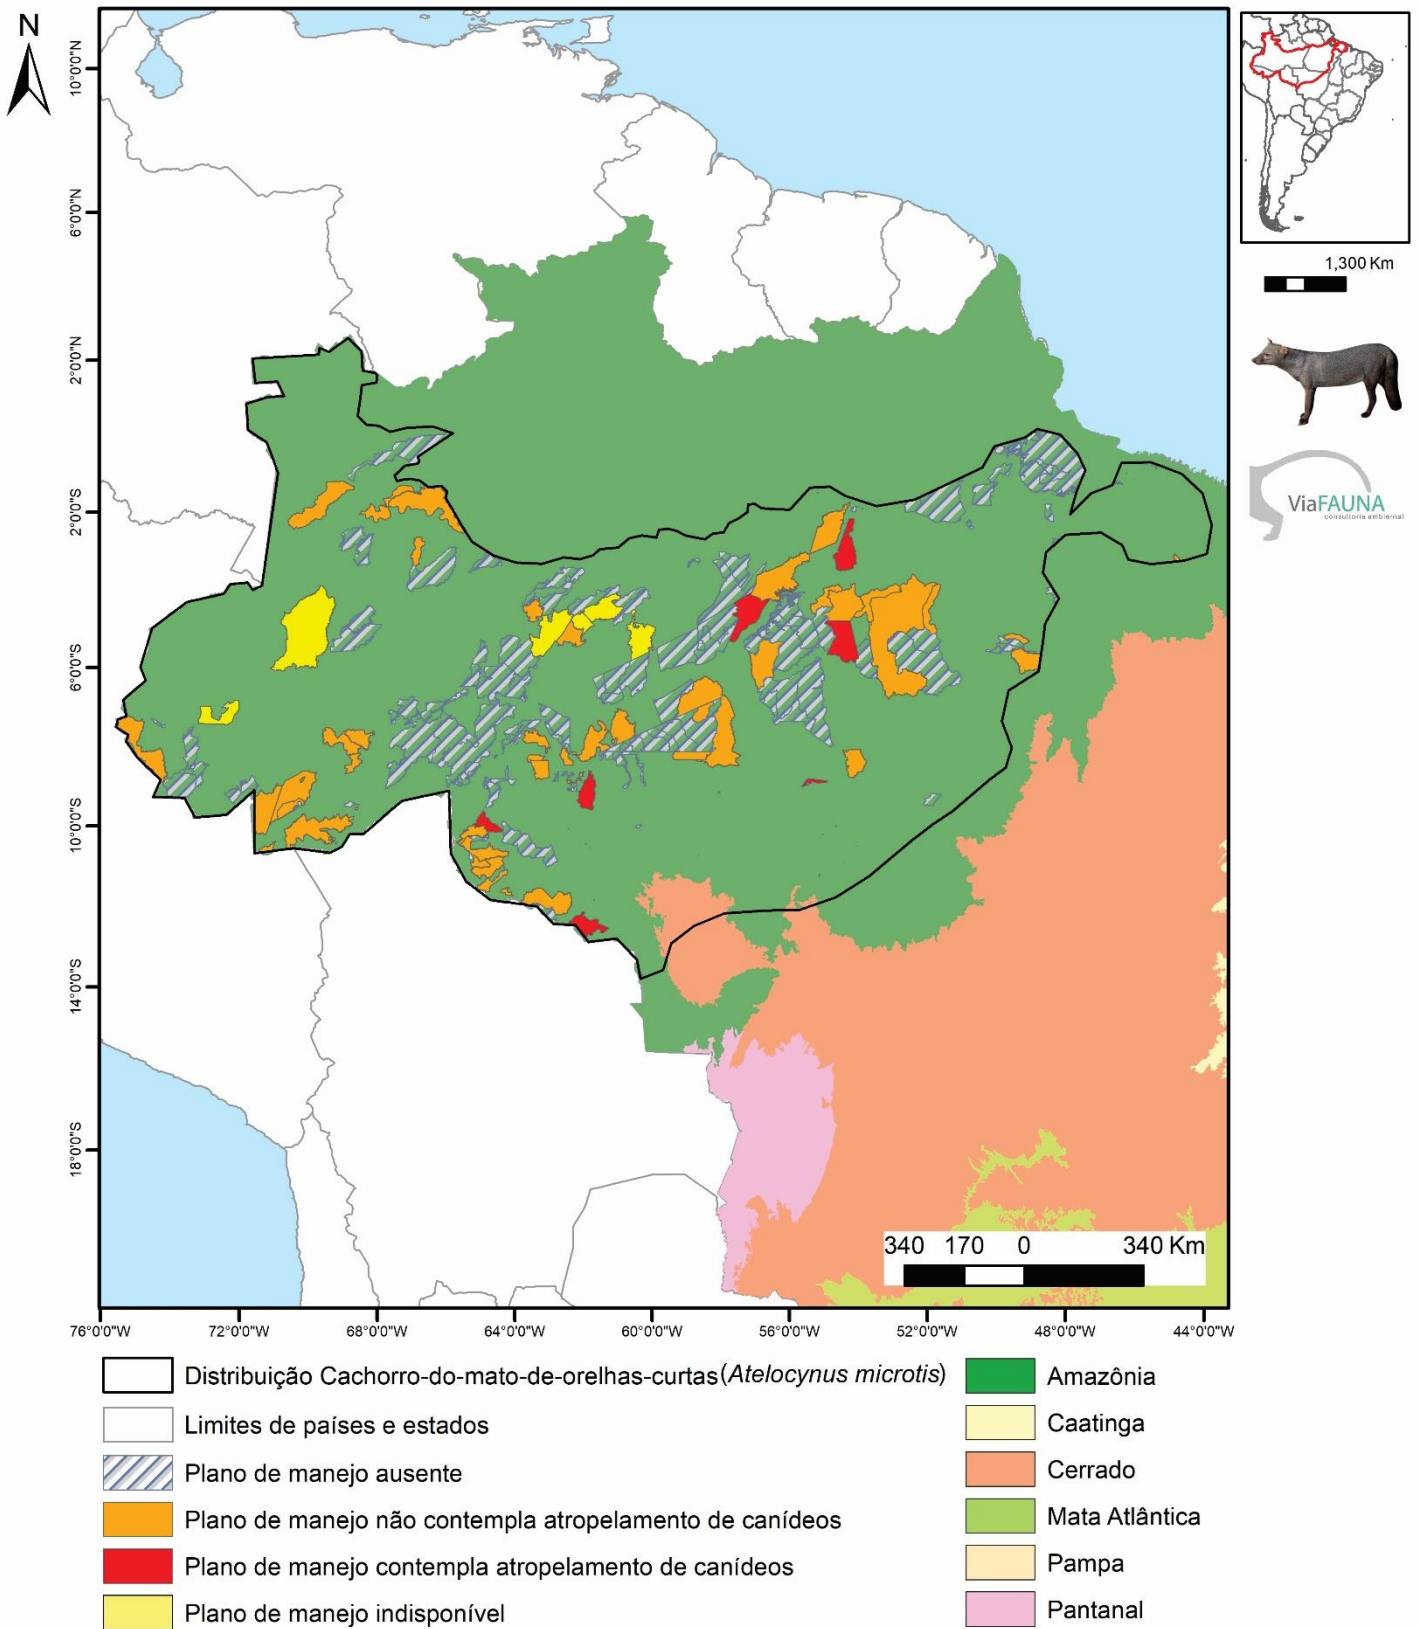 N
10°0'0"N
6°0'0"N
2°0'0"N
2°0'0"S
6°0'0"S
10°0'0"S
14°0'0"S
18°0'0"S
1,300 Km
ViaFAUNA
consultoria ambiental
340 170 0 340 Km
76°0'0"W 72°0'0"W 68°0'0"W 64°0'0"W 60°0'0"W 56°0'0"W 52°0'0"W 48°0'0"W 44°0'0"W
Distribuição Cachorro-do-mato-de-orelhas-curtas (Atelocynus microtis)
Limites de países e estados
Plano de manejo ausente
Plano de manejo não contempla atropelamento de canídeos
Plano de manejo contempla atropelamento de canídeos
Plano de manejo indisponível
Amazônia
Caatinga
Cerrado
Mata Atlântica
Pampa
Pantanal